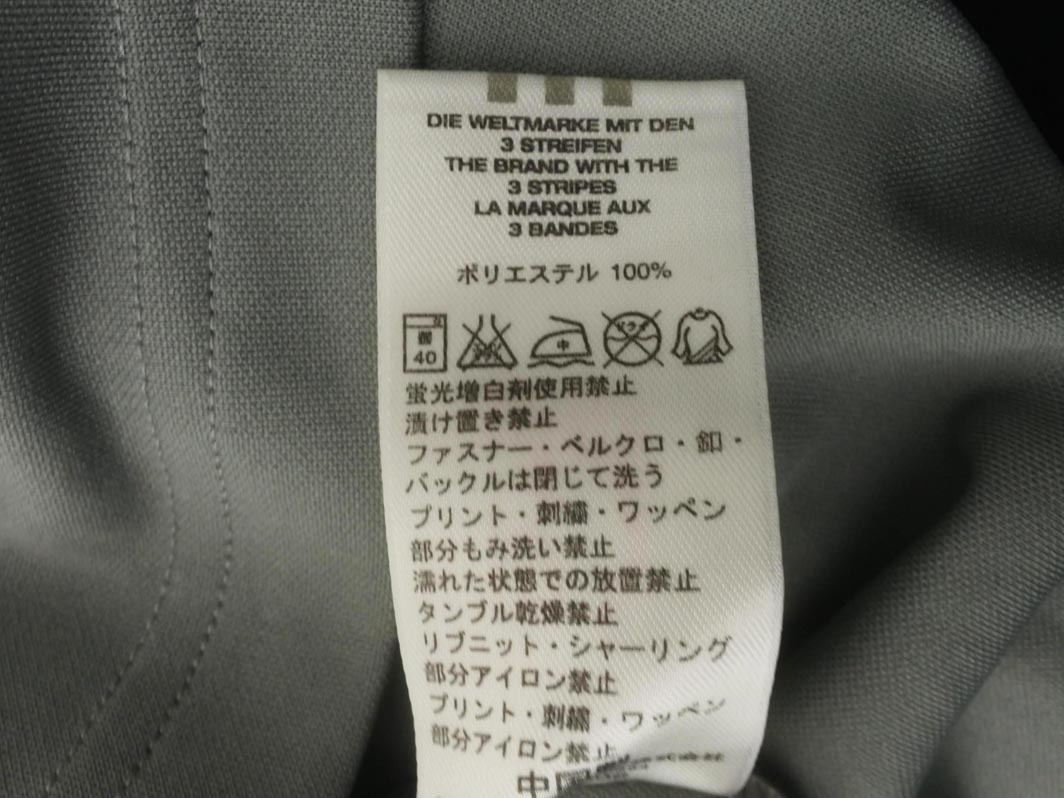 DIE WELTMARKE MIT DEN
3 STREIFEN
THE BRAND WITH THE
3 STRIPES
LA MARQUE AUX
3 BANDES
ポリエステル 100%
40
中
蛍光増白剤使用禁止
漬け置き禁止
ファスナー・ベルクロ・釦・
バックルは閉じて洗う
プリント・刺繍・ワッペン
部分もみ洗い禁止
濡れた状態での放置禁止
タンブル乾燥禁止
リブニット・シャーリング
部分アイロン禁止
プリント・刺繍・ワッペン
部分アイロン禁止
株式会社
中国